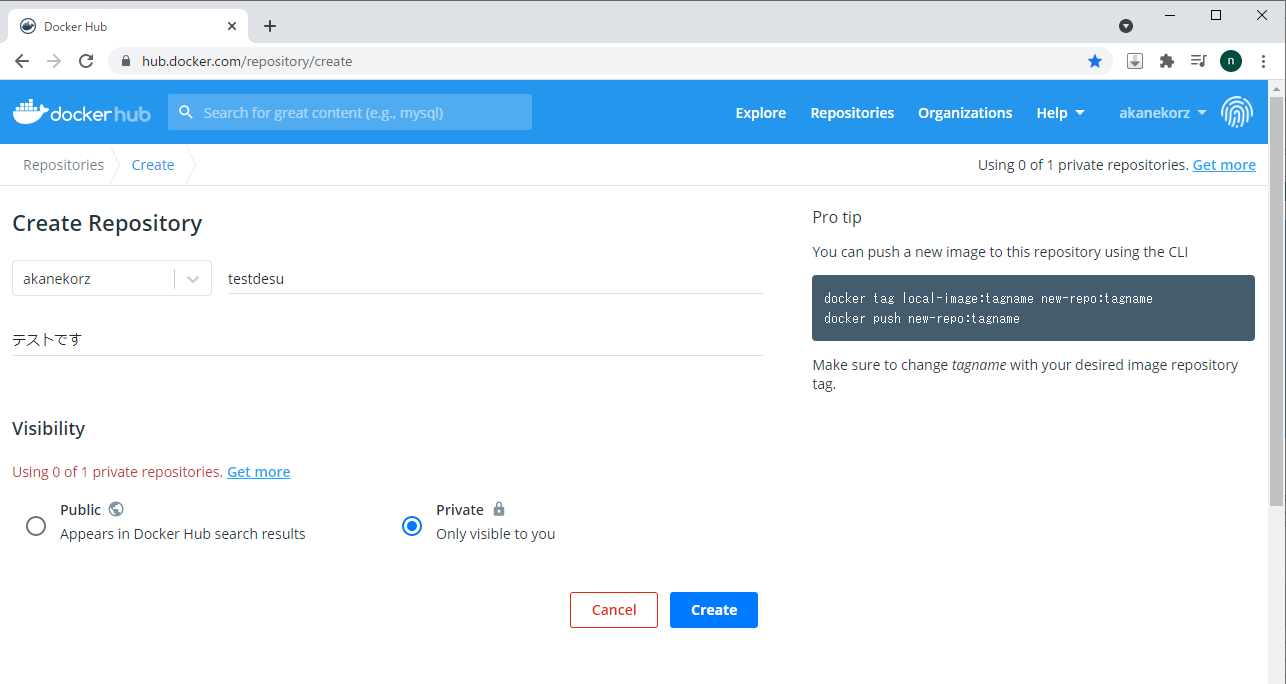 Docker Hub
hub.docker.com/repository/create
n
docker hub
Search for great content (e.g., mysql)
Explore Repositories Organizations Help akanekorz
Repositories Create
Using 0 of 1 private repositories. Get more
Create Repository
akanekorz testdesu
テストです
Visibility
Using 0 of 1 private repositories. Get more
Public
Appears in Docker Hub search results
Private
Only visible to you
Cancel Create
Pro tip
You can push a new image to this repository using the CLI
docker tag local-image:tagname new-repo:tagname
docker push new-repo:tagname
Make sure to change tagname with your desired image repository
tag.